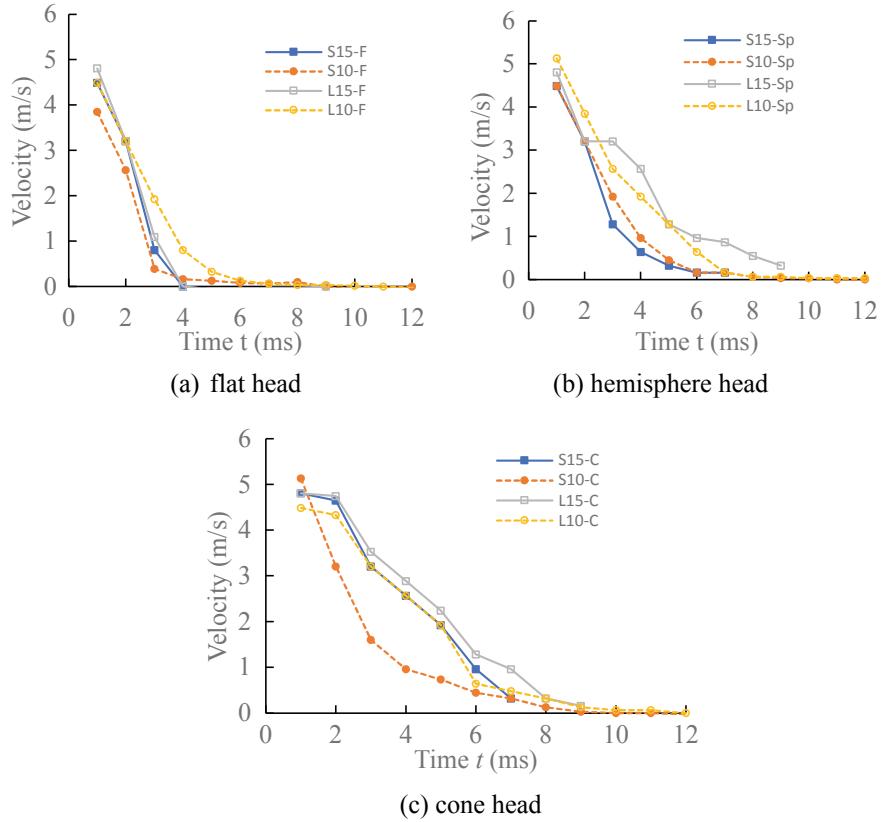 6
5
4
3
2
1
0
Velocity (m/s)
S15-F
S10-F
L15-F
L10-F
0 2 4 6 8 10 12
Time t (ms)
(a) flat head
6
5
4
3
2
1
0
Velocity (m/s)
S15-Sp
S10-Sp
L15-Sp
L10-Sp
0 2 4 6 8 10 12
Time t (ms)
(b) hemisphere head
6
5
4
3
2
1
0
Velocity (m/s)
S15-C
S10-C
L15-C
L10-C
0 2 4 6 8 10 12
Time t (ms)
(c) cone head